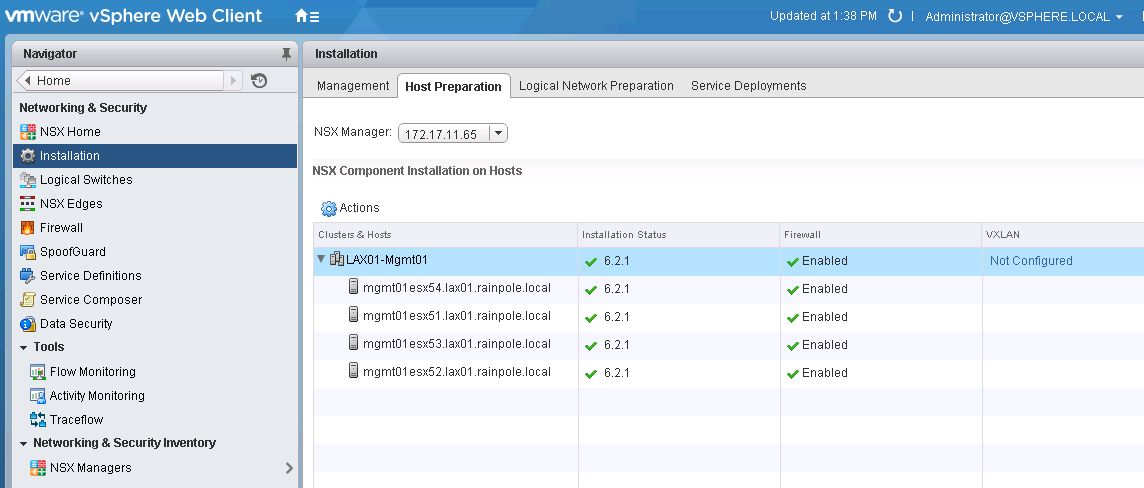 vmware® vSphere Web Client
Updated at 1:38 PM
Administrator@VSPHERE.LOCAL
Navigator
Home
Networking & Security
NSX Home
Installation
Logical Switches
NSX Edges
Firewall
SpoofGuard
Service Definitions
Service Composer
Data Security
Tools
Flow Monitoring
Activity Monitoring
Traceflow
Networking & Security Inventory
NSX Managers
Installation
Management Host Preparation Logical Network Preparation Service Deployments
NSX Manager: 172.17.11.65
NSX Component Installation on Hosts
Actions
Clusters & Hosts Installation Status Firewall VXLAN
LAX01-Mgmt01 6.2.1 Enabled Not Configured
mgmt01esx54.lax01.rainpole.local 6.2.1 Enabled
mgmt01esx51.lax01.rainpole.local 6.2.1 Enabled
mgmt01esx53.lax01.rainpole.local 6.2.1 Enabled
mgmt01esx52.lax01.rainpole.local 6.2.1 Enabled